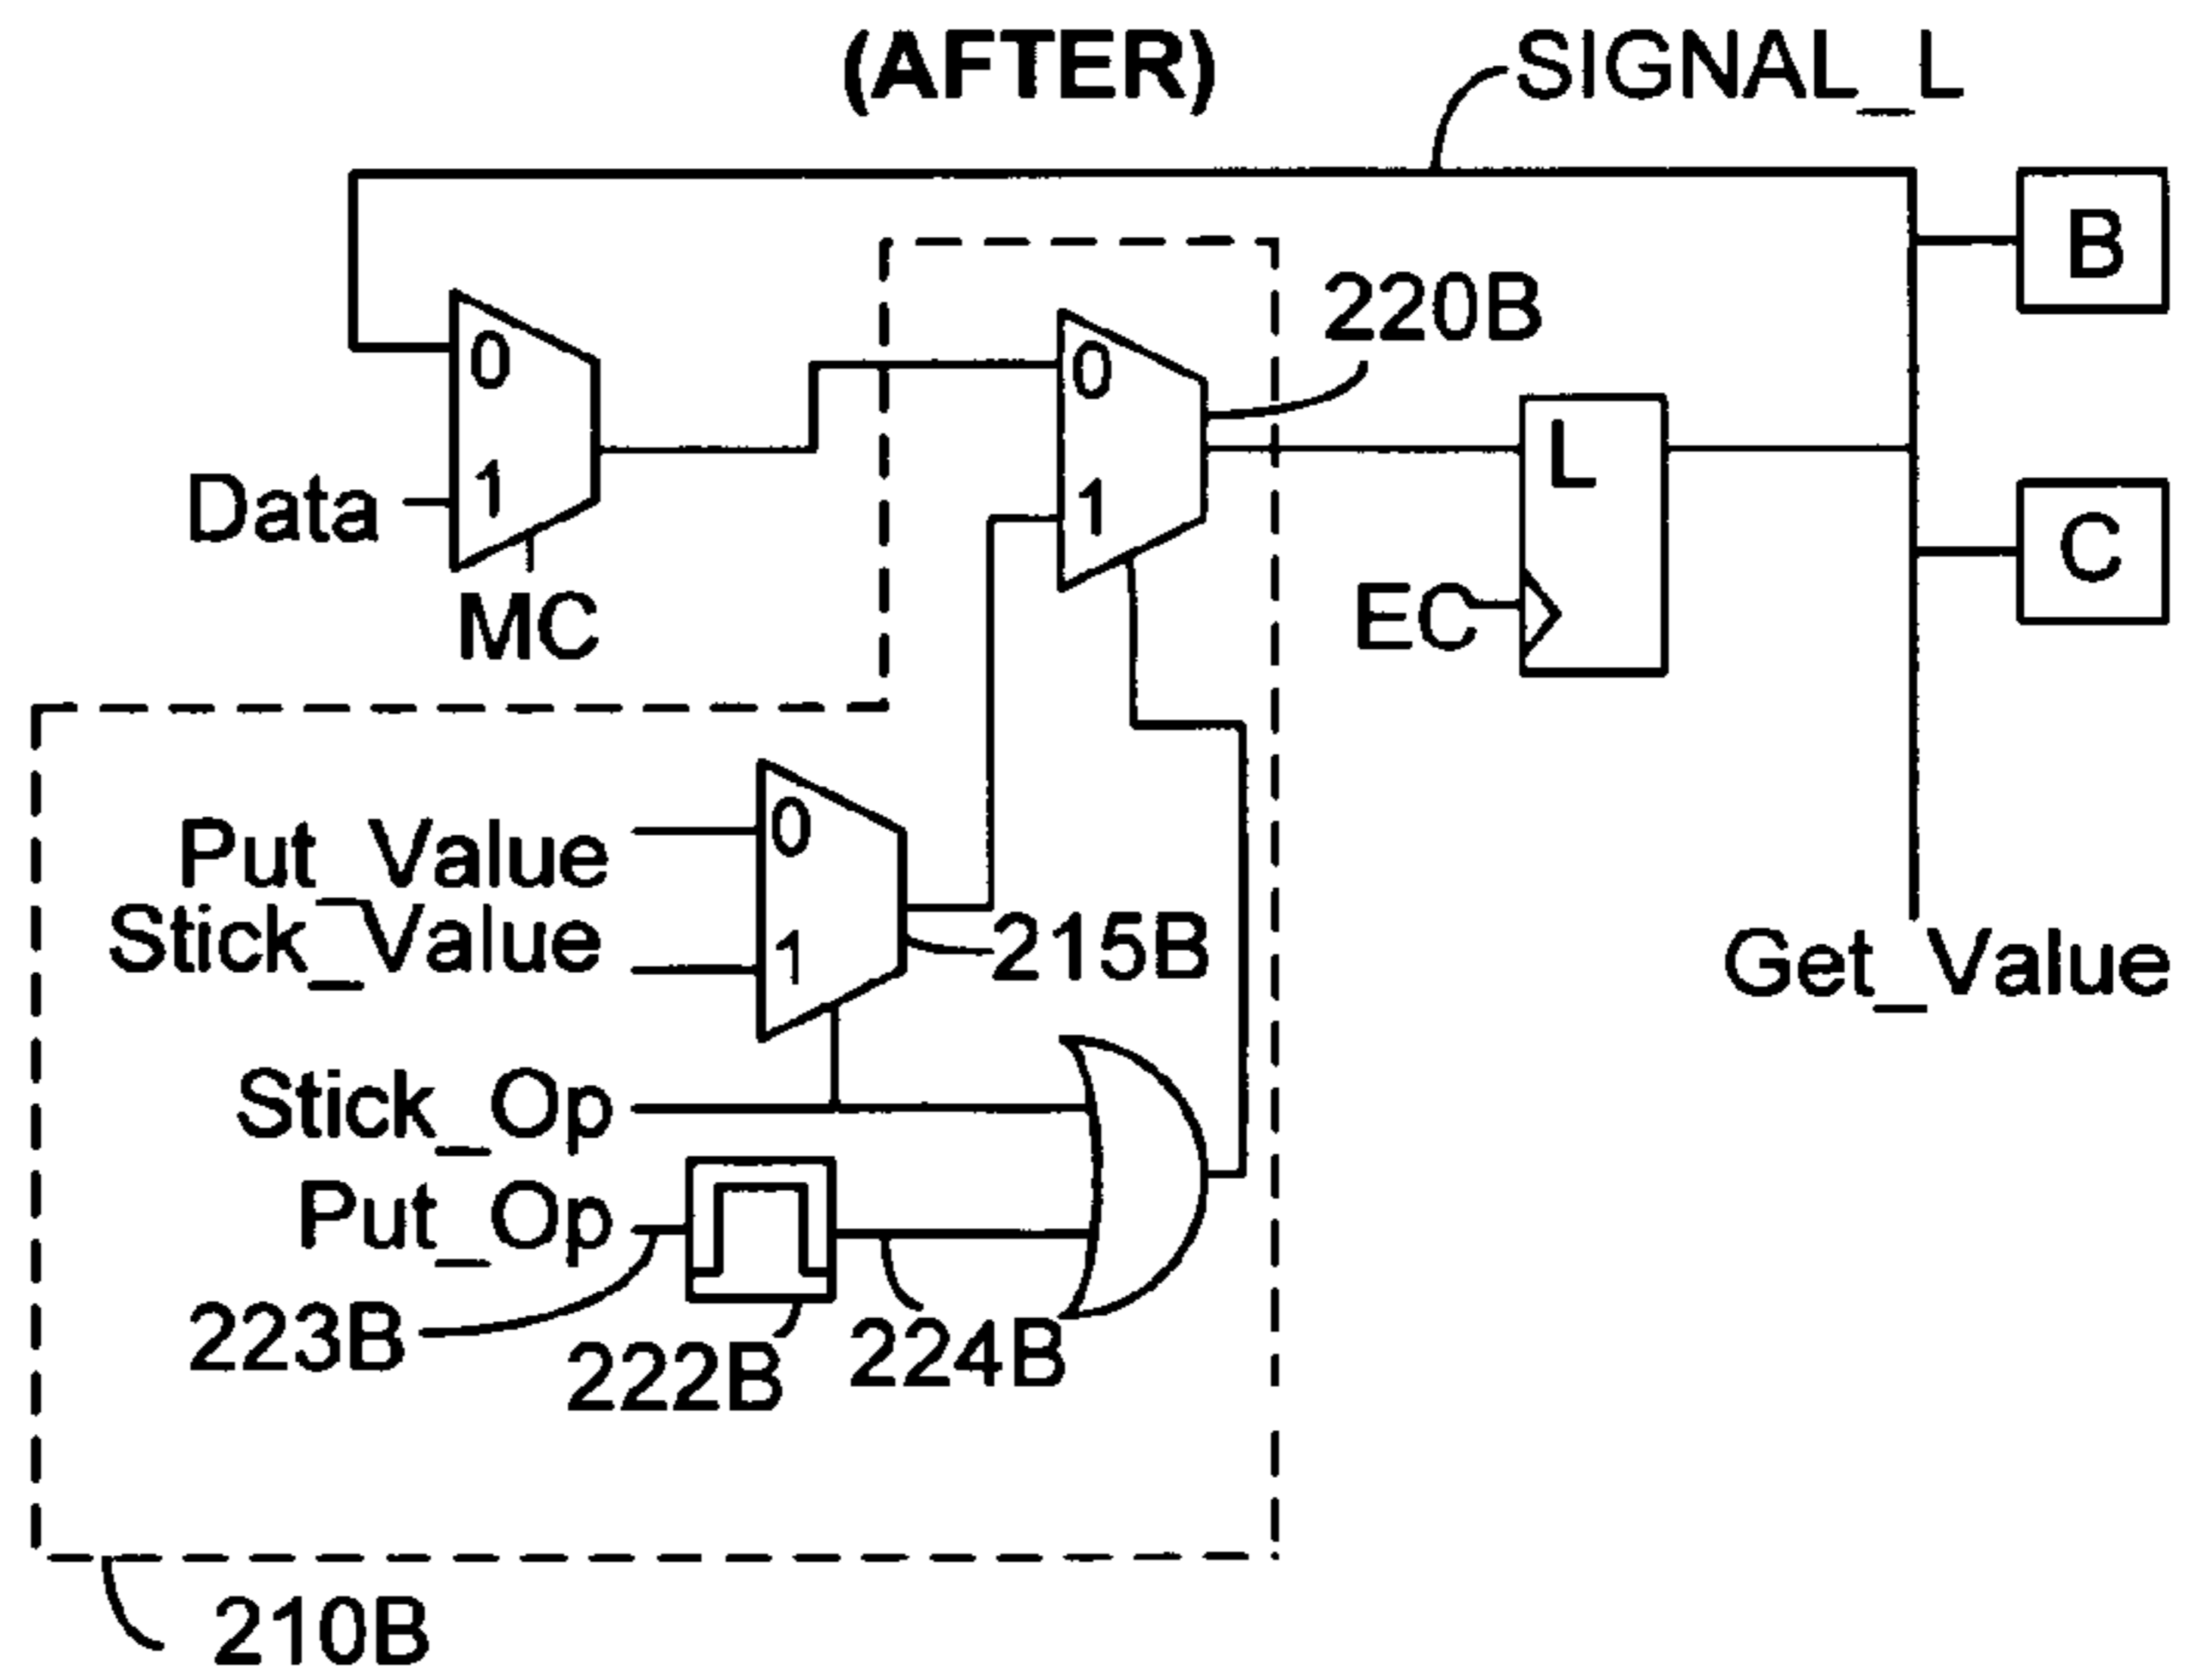 (AFTER)
SIGNAL_L
B
220B
0
0
L
1
1
Data
C
EC
MC
0
Put_Value
Stick_Value
1
215B
Get_Value
Stick_Op
Put_Op
223B
222B
224B
210B